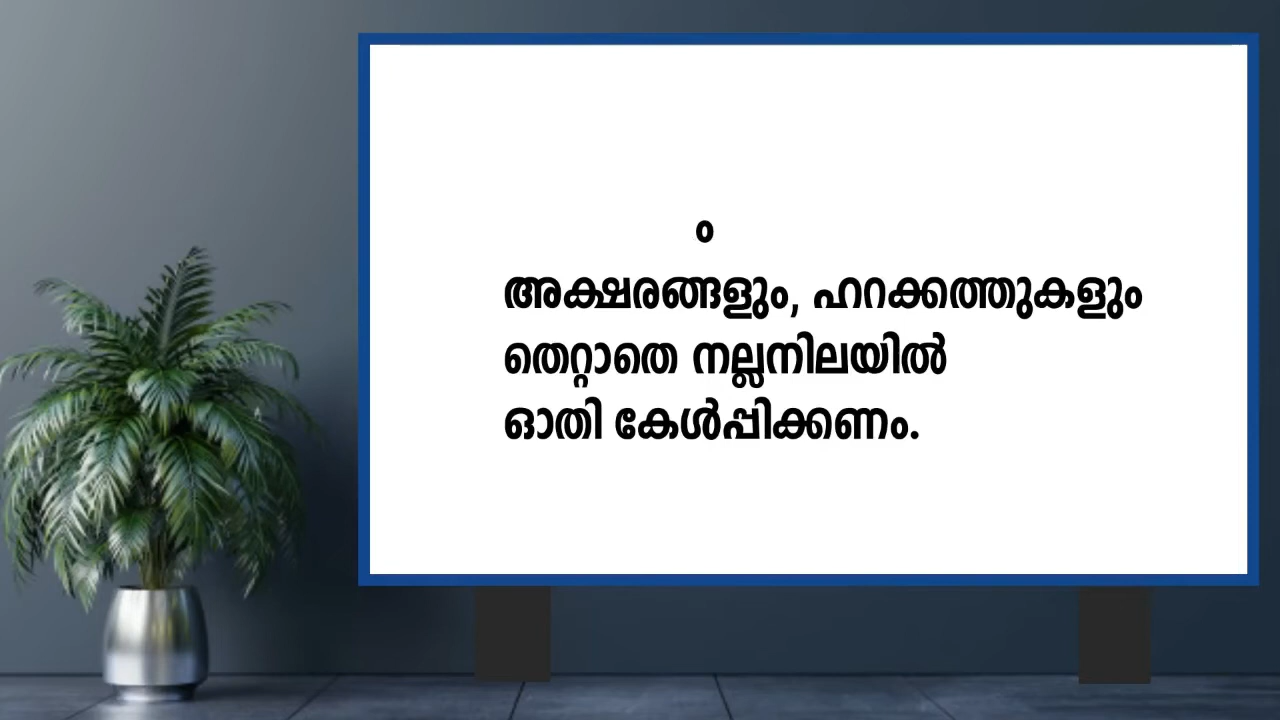 ം
അക്ഷരങ്ങളും, ഹറക്കത്തുകളും
തെറ്റാതെ നല്ലനിലയിൽ
ഓതി കേൾപ്പിക്കണം.